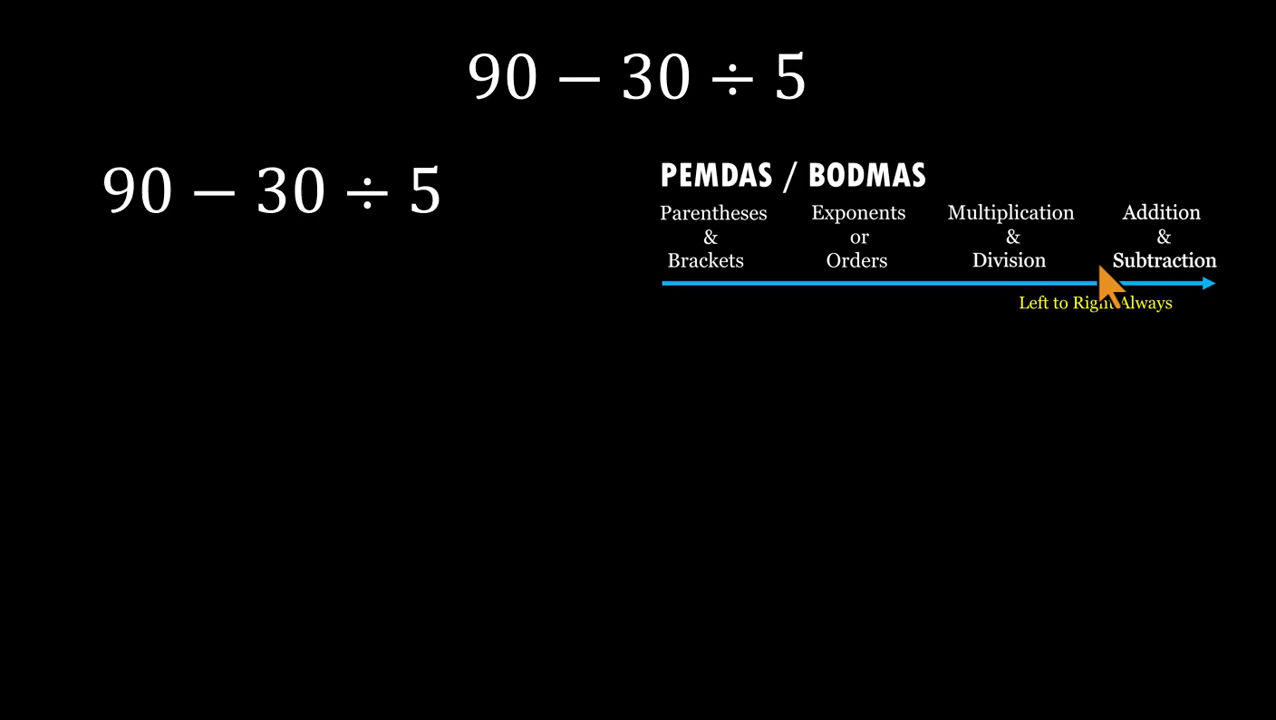 90 − 30 ÷ 5
90 − 30 ÷ 5
PEMDAS / BODMAS
Parentheses & Brackets
Exponents or Orders
Multiplication & Division
Addition & Subtraction
Left to Right Always